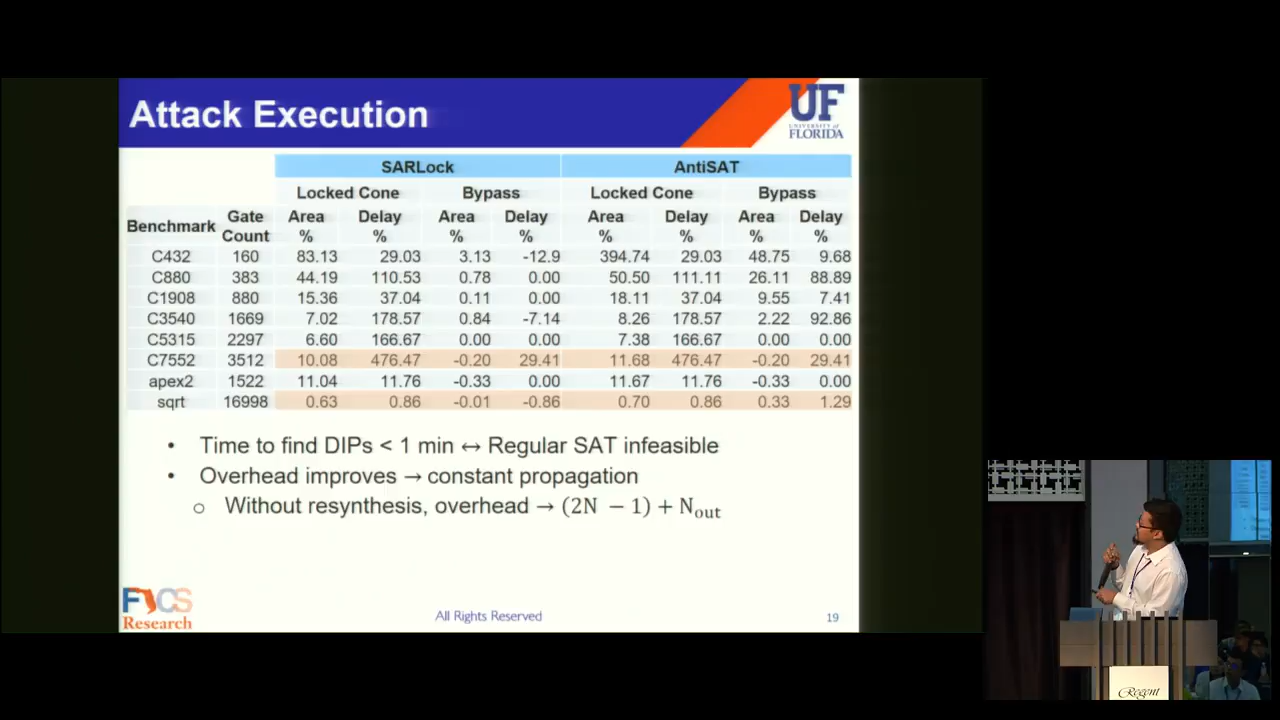 Attack Execution
UF
UNIVERSITY of
FLORIDA
SARLock AntiSAT
Locked Cone Bypass Locked Cone Bypass
Benchmark Gate Count Area % Delay % Area % Delay % Area % Delay % Area % Delay %
C432 160 83.13 29.03 3.13 -12.9 394.74 29.03 48.75 9.68
C880 383 44.19 110.53 0.78 0.00 50.50 111.11 26.11 88.89
C1908 880 15.36 37.04 0.11 0.00 18.11 37.04 9.55 7.41
C3540 1669 7.02 178.57 0.84 -7.14 8.26 178.57 2.22 92.86
C5315 2297 6.60 166.67 0.00 0.00 7.38 166.67 0.00 0.00
C7552 3512 10.08 476.47 -0.20 29.41 11.68 476.47 -0.20 29.41
apex2 1522 11.04 11.76 -0.33 0.00 11.67 11.76 -0.33 0.00
sqrt 16998 0.63 0.86 -0.01 -0.86 0.70 0.86 0.33 1.29
• Time to find DIPs < 1 min ↔ Regular SAT infeasible
• Overhead improves → constant propagation
o Without resynthesis, overhead → (2N − 1) + N_out
FICS
Research
All Rights Reserved
19
Regent